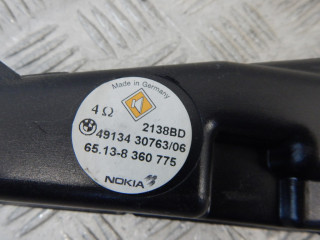 Made in Germany
4 Ω
2138BD
49134 30763/06
65.13-8 360 775
NOKIA